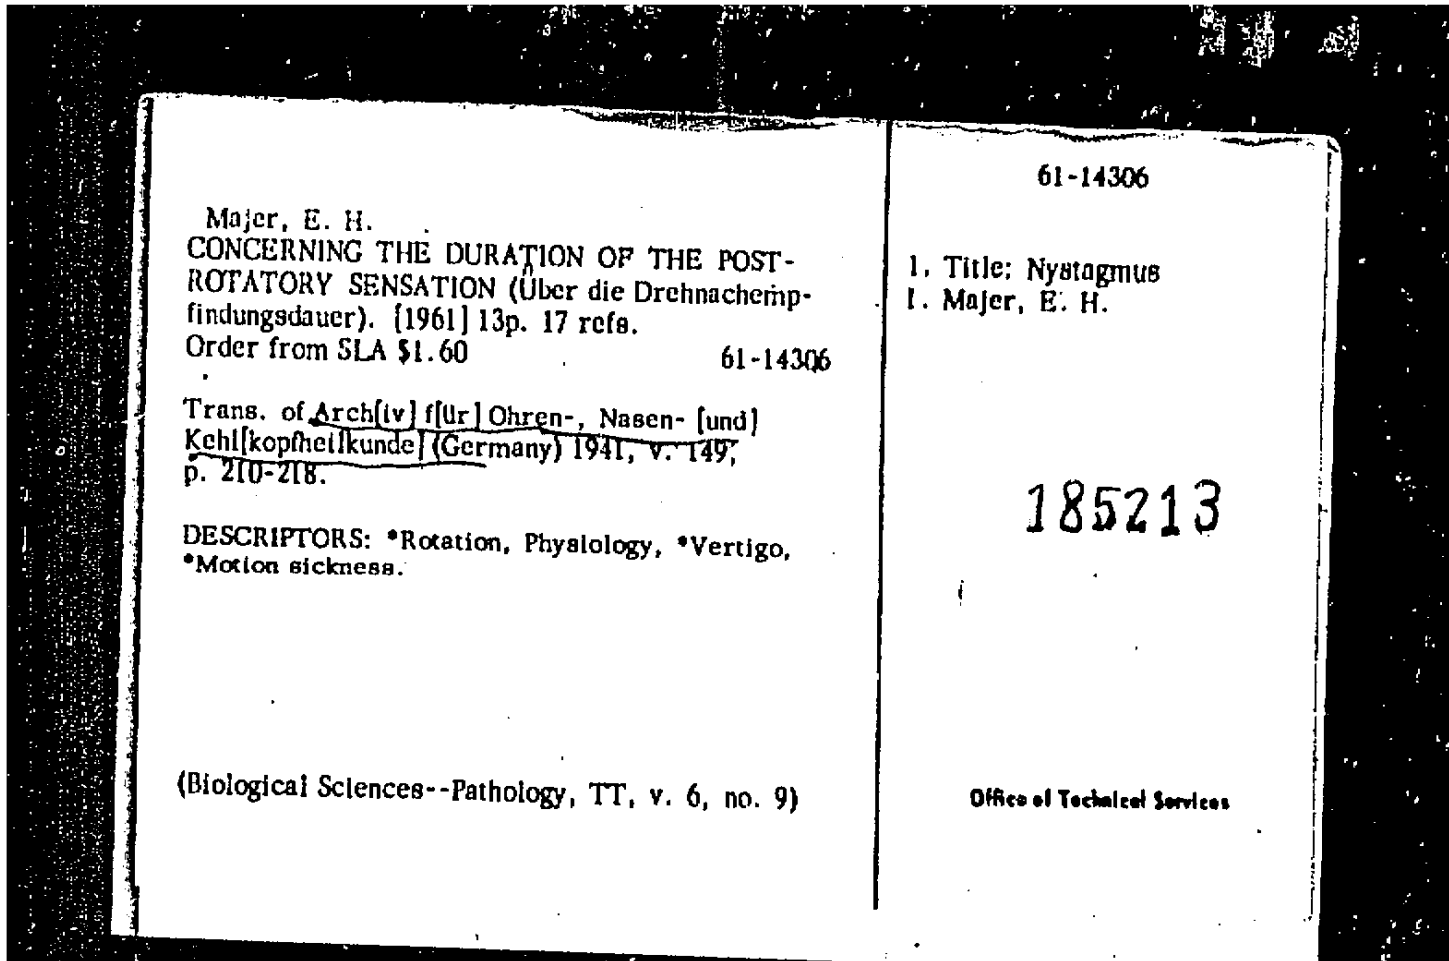 Majer, E. H.
CONCERNING THE DURATION OF THE POST-
ROTATORY SENSATION (Über die Drehnachemp-
findungsdauer). [1961] 13p. 17 refs.
Order from SLA $1.60 61-14306
Trans. of Arch[iv] f[ür] Ohren-, Nasen- [und]
Kehl[kopfheilkunde] (Germany) 1941, v. 149,
p. 210-218.
DESCRIPTORS: *Rotation, Physiology, *Vertigo,
*Motion sickness.
(Biological Sciences--Pathology, TT, v. 6, no. 9)
61-14306
1. Title: Nystagmus
I. Majer, E. H.
185213
Office of Technical Services